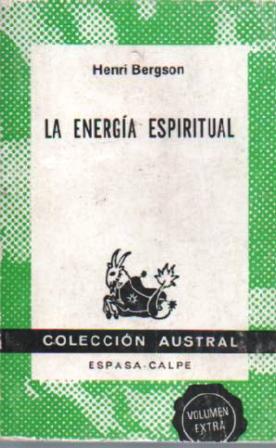 Henri Bergson
LA ENERGÍA ESPIRITUAL
COLECCIÓN AUSTRAL
ESPASA-CALPE
VOLUMEN
EXTRA